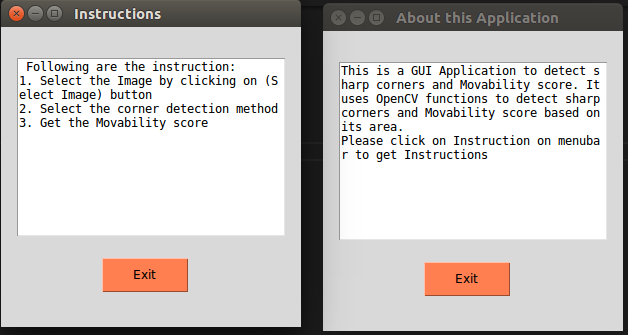 Instructions
Following are the instruction:
1. Select the Image by clicking on (S
elect Image) button
2. Select the corner detection method
3. Get the Movability score
Exit
About this Application
This is a GUI Application to detect s
harp corners and Movability score. It
uses OpenCV functions to detect sharp
corners and Movability score based on
its area.
Please click on Instruction on menuba
r to get Instructions
Exit